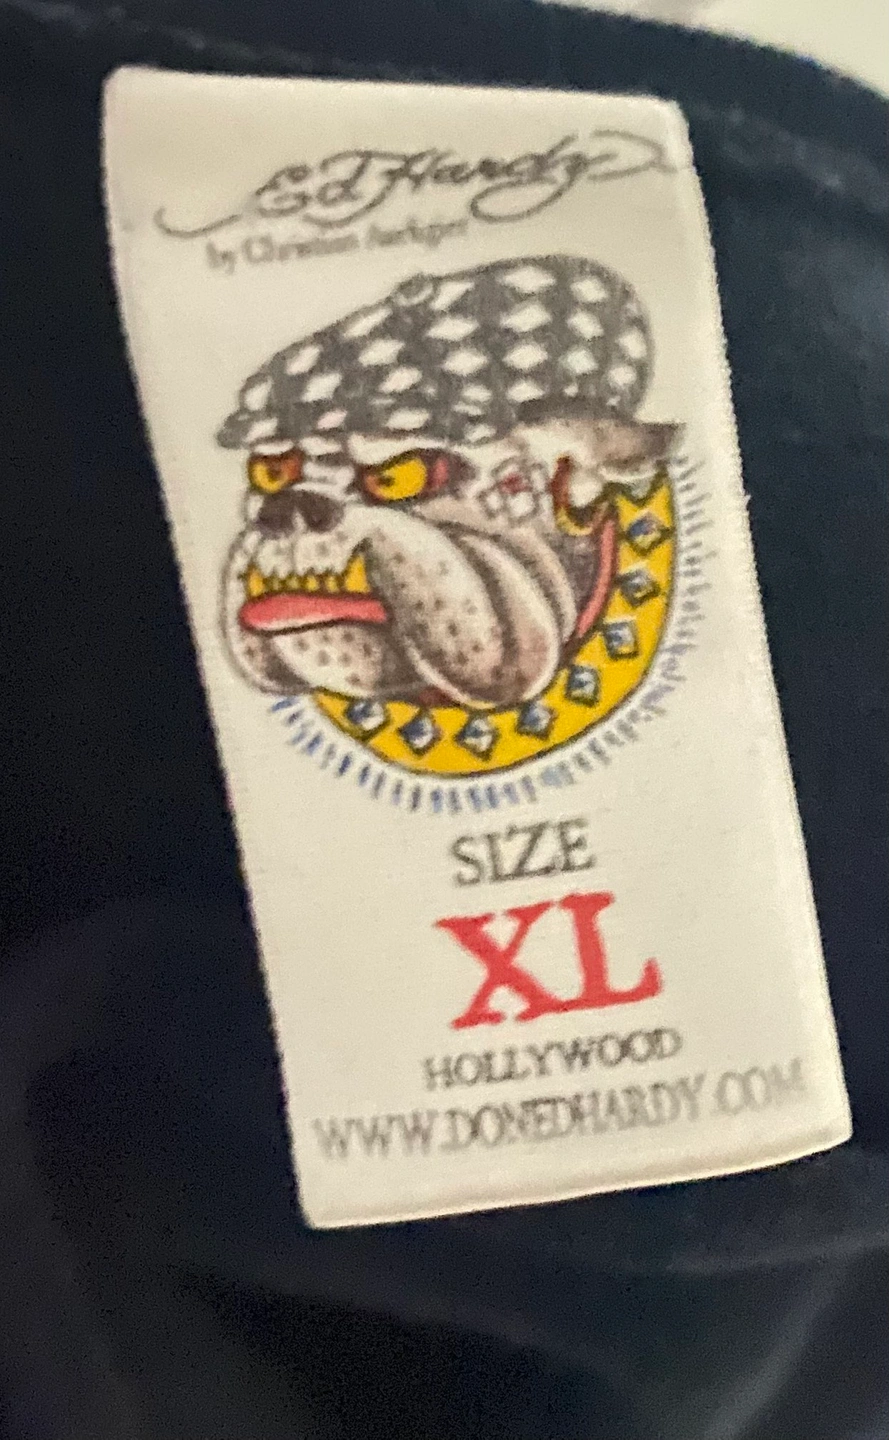 Ed Hardy
by Christian Audigier
SIZE
XL
HOLLYWOOD
WWW.DONEDHARDY.COM